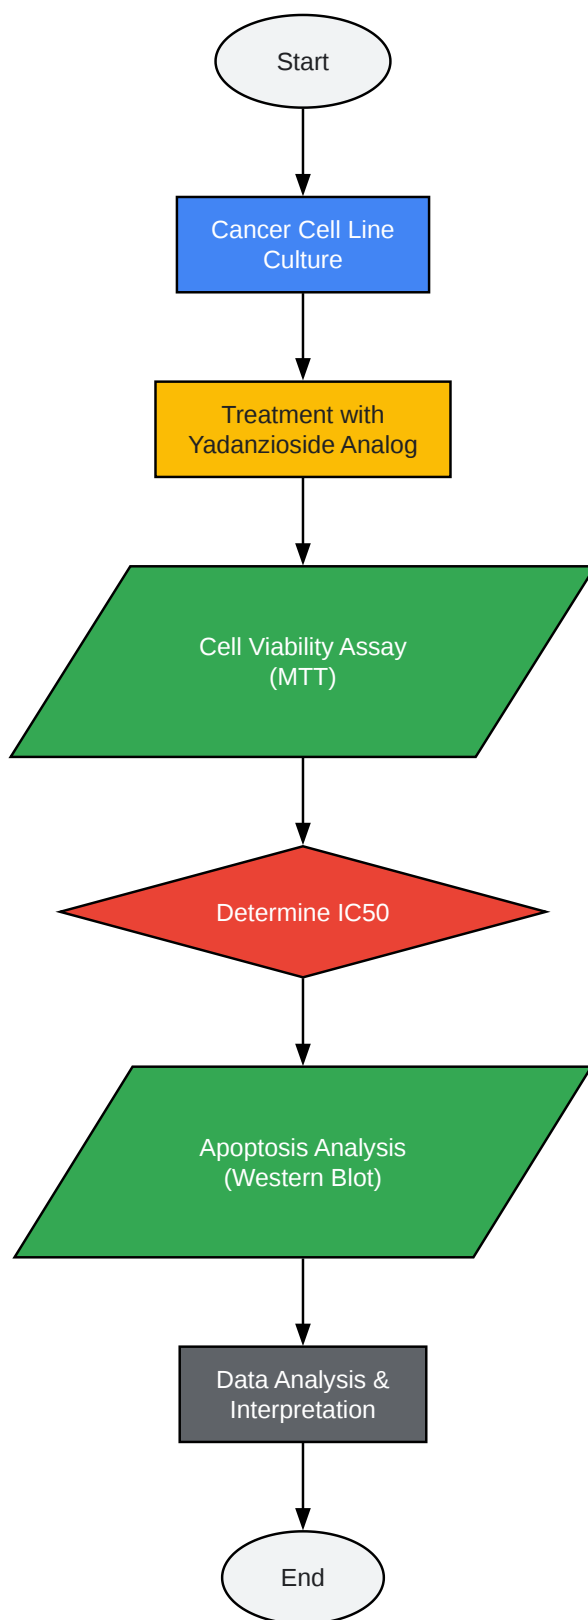 Start
Cancer Cell Line
Culture
Treatment with
Yadanzioside Analog
Cell Viability Assay
(MTT)
Determine IC50
Apoptosis Analysis
(Western Blot)
Data Analysis &
Interpretation
End